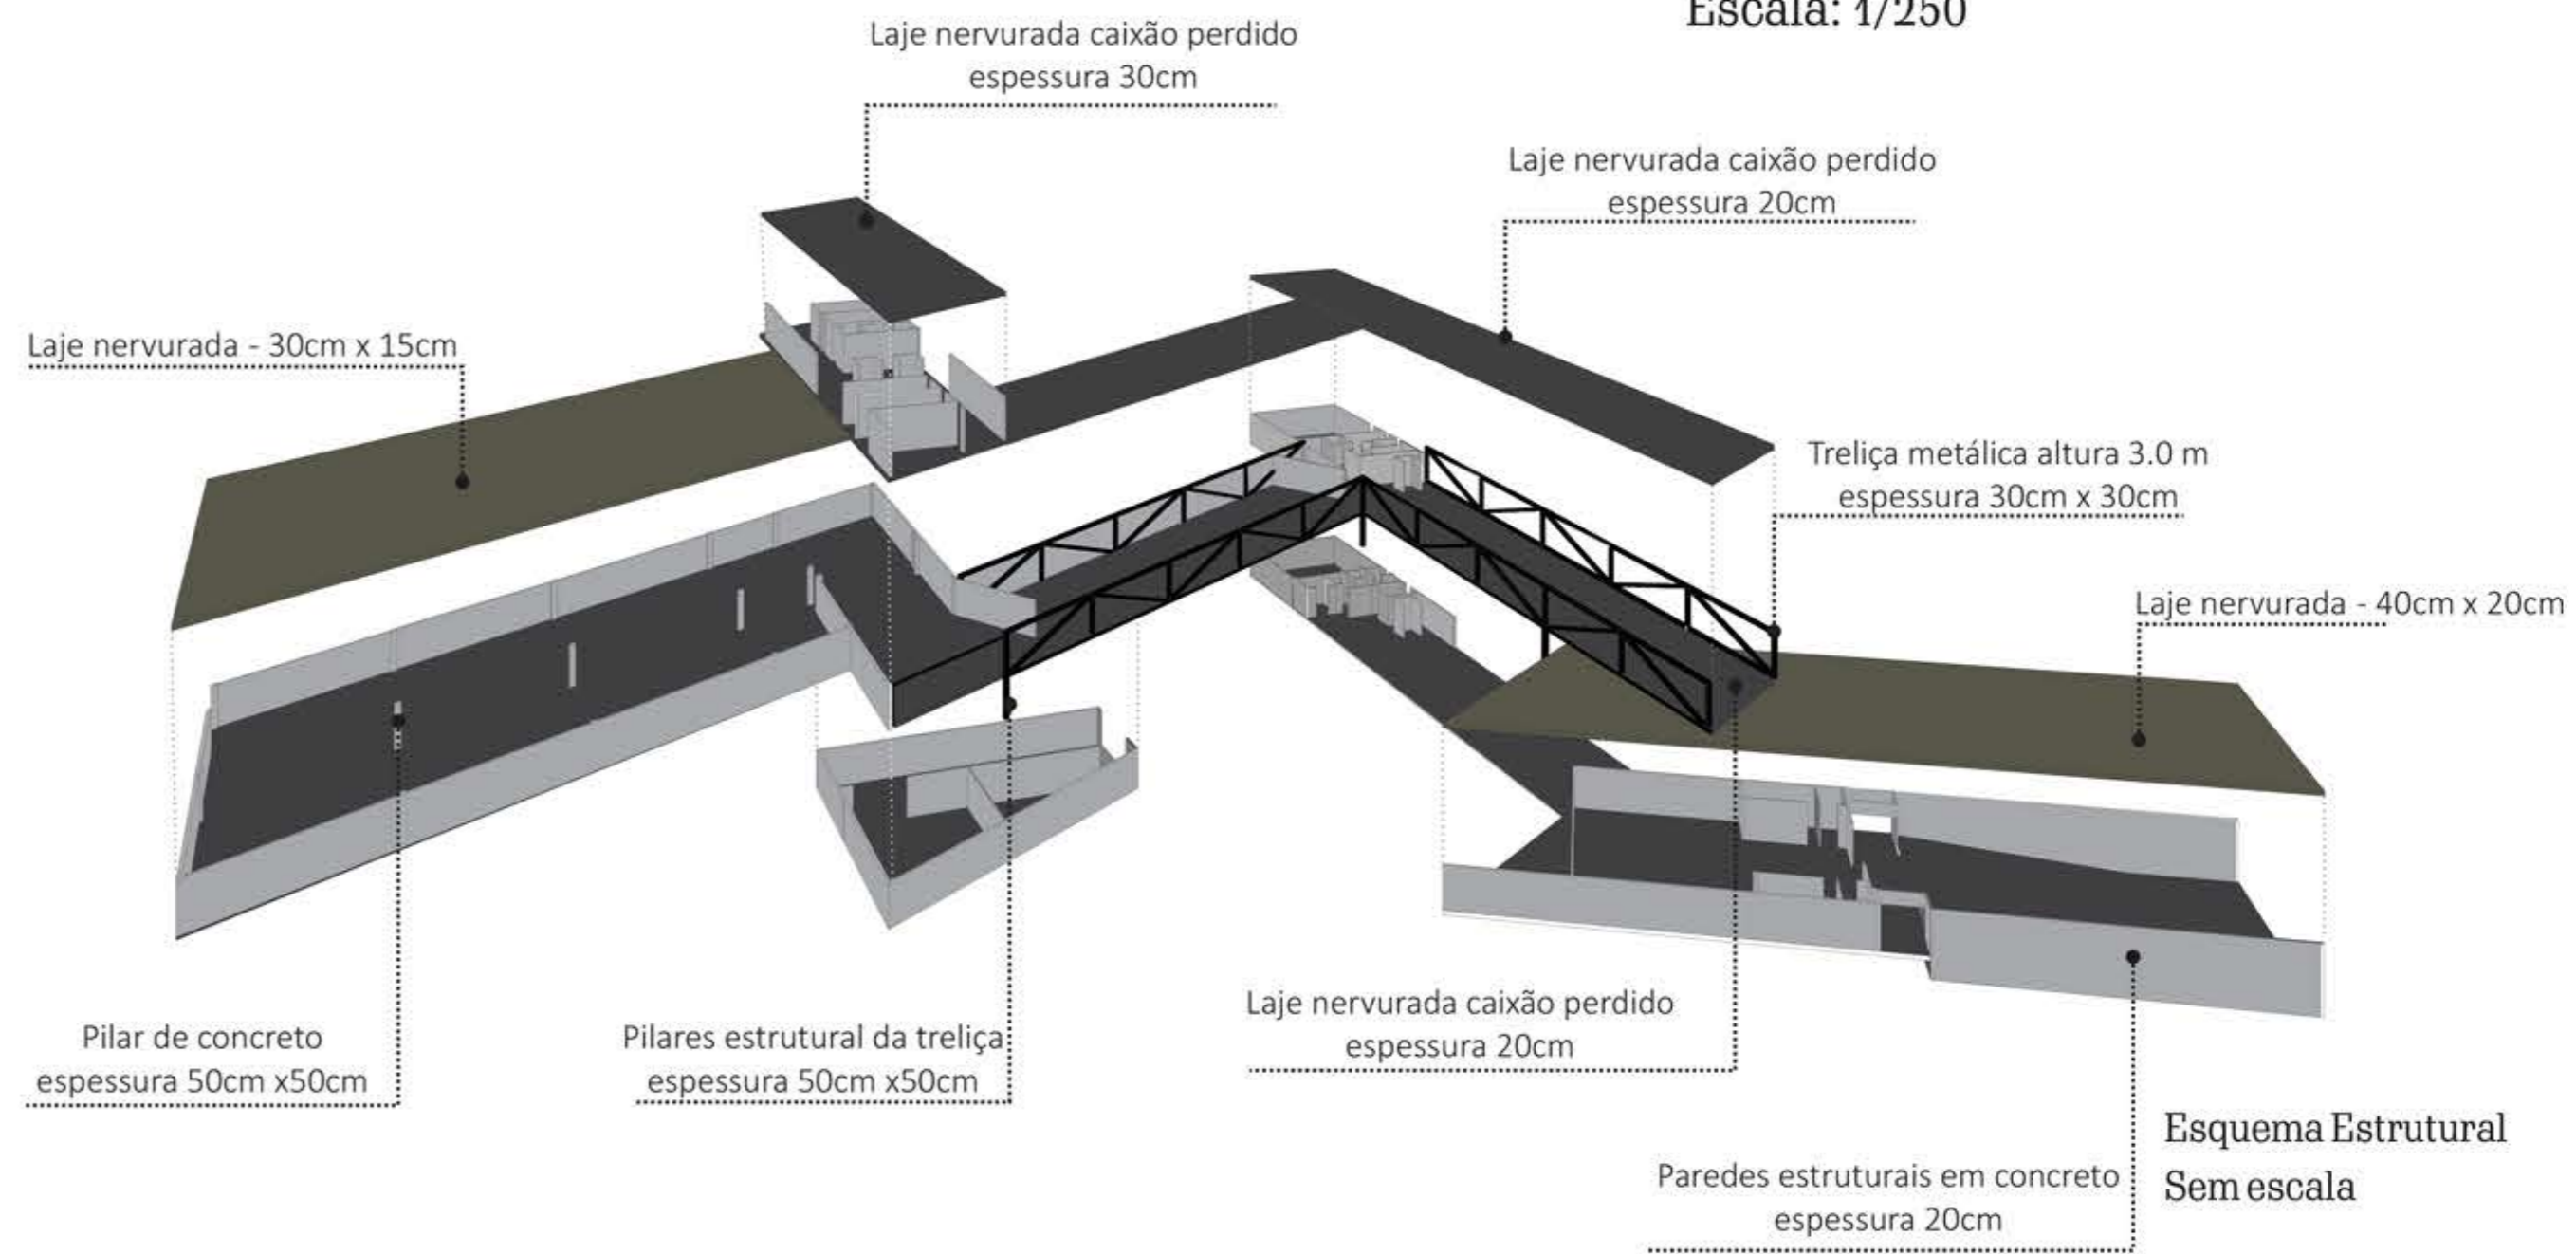 Escala: 1/250
Laje nervurada caixão perdido
espessura 30cm
Laje nervurada caixão perdido
espessura 20cm
Laje nervurada - 30cm x 15cm
Treliça metálica altura 3.0 m
espessura 30cm x 30cm
Laje nervurada - 40cm x 20cm
Pilar de concreto
espessura 50cm x50cm
Pilares estrutural da treliça
espessura 50cm x50cm
Laje nervurada caixão perdido
espessura 20cm
Paredes estruturais em concreto
espessura 20cm
Esquema Estrutural
Sem escala